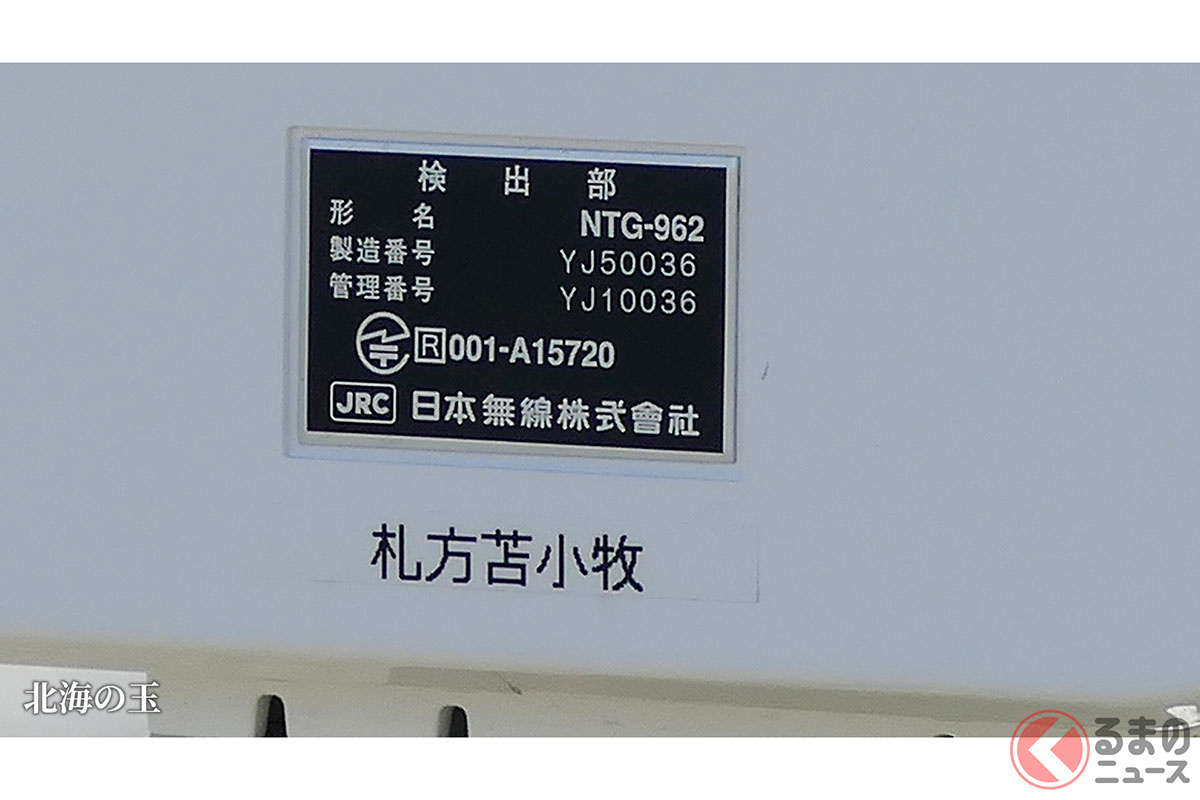 検出部
形名 NTG-962
製造番号 YJ50036
管理番号 YJ10036
R 001-A15720
JRC 日本無線株式會社
札方苫小牧
北海の玉
くるまのニュース